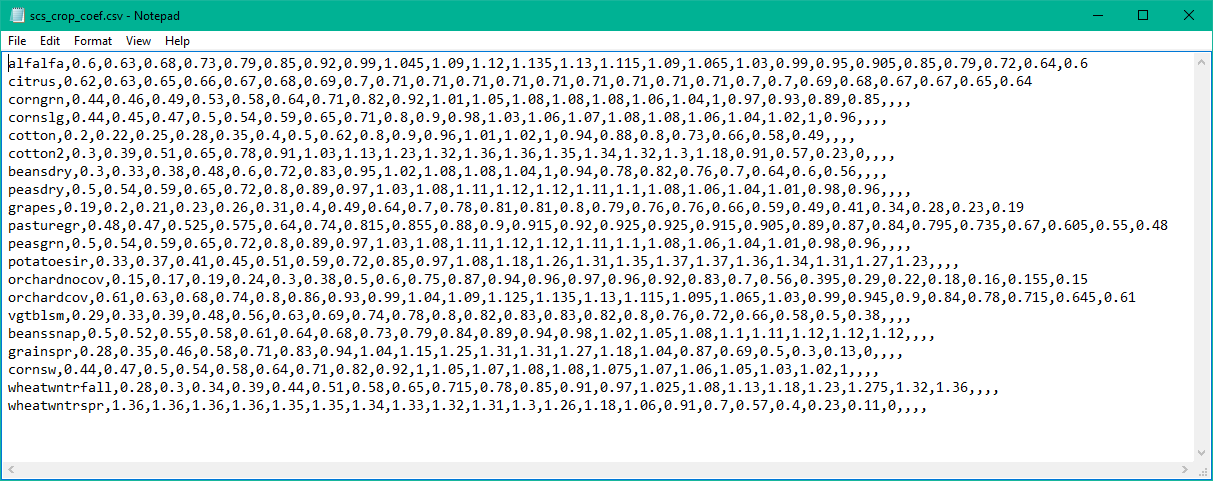 scs_crop_coef.csv - Notepad
File Edit Format View Help
alfalfa,0.6,0.63,0.68,0.73,0.79,0.85,0.92,0.99,1.045,1.09,1.12,1.135,1.13,1.115,1.09,1.065,1.03,0.99,0.95,0.905,0.85,0.79,0.72,0.64,0.6
citrus,0.62,0.63,0.65,0.66,0.67,0.68,0.69,0.7,0.71,0.71,0.71,0.71,0.71,0.71,0.71,0.71,0.71,0.7,0.7,0.69,0.68,0.67,0.67,0.65,0.64
corngrn,0.44,0.46,0.49,0.53,0.58,0.64,0.71,0.82,0.92,1.01,1.05,1.08,1.08,1.08,1.06,1.04,1,0.97,0.93,0.89,0.85,,,,
cornslg,0.44,0.45,0.47,0.5,0.54,0.59,0.65,0.71,0.8,0.9,0.98,1.03,1.06,1.07,1.08,1.08,1.06,1.04,1.02,1,0.96,,,,
cotton,0.2,0.22,0.25,0.28,0.35,0.4,0.5,0.62,0.8,0.9,0.96,1.01,1.02,1,0.94,0.88,0.8,0.73,0.66,0.58,0.49,,,,
cotton2,0.3,0.39,0.51,0.65,0.78,0.91,1.03,1.13,1.23,1.32,1.36,1.36,1.35,1.34,1.32,1.3,1.18,0.91,0.57,0.23,0,,,,
beansdry,0.3,0.33,0.38,0.48,0.6,0.72,0.83,0.95,1.02,1.08,1.08,1.04,1,0.94,0.78,0.82,0.76,0.7,0.64,0.6,0.56,,,,
peasdry,0.5,0.54,0.59,0.65,0.72,0.8,0.89,0.97,1.03,1.08,1.11,1.12,1.12,1.11,1.1,1.08,1.06,1.04,1.01,0.98,0.96,,,,
grapes,0.19,0.2,0.21,0.23,0.26,0.31,0.4,0.49,0.64,0.7,0.78,0.81,0.81,0.8,0.79,0.76,0.76,0.66,0.59,0.49,0.41,0.34,0.28,0.23,0.19
pasturegr,0.48,0.47,0.525,0.575,0.64,0.74,0.815,0.855,0.88,0.9,0.915,0.92,0.925,0.925,0.915,0.905,0.89,0.87,0.84,0.795,0.735,0.67,0.605,0.55,0.48
peasgrn,0.5,0.54,0.59,0.65,0.72,0.8,0.89,0.97,1.03,1.08,1.11,1.12,1.12,1.11,1.1,1.08,1.06,1.04,1.01,0.98,0.96,,,,
potatoesir,0.33,0.37,0.41,0.45,0.51,0.59,0.72,0.85,0.97,1.08,1.18,1.26,1.31,1.35,1.37,1.37,1.36,1.34,1.31,1.27,1.23,,,,
orchardnocov,0.15,0.17,0.19,0.24,0.3,0.38,0.5,0.6,0.75,0.87,0.94,0.96,0.97,0.96,0.92,0.83,0.7,0.56,0.395,0.29,0.22,0.18,0.16,0.155,0.15
orchardcov,0.61,0.63,0.68,0.74,0.8,0.86,0.93,0.99,1.04,1.09,1.125,1.135,1.13,1.115,1.095,1.065,1.03,0.99,0.945,0.9,0.84,0.78,0.715,0.645,0.61
vgtblsm,0.29,0.33,0.39,0.48,0.56,0.63,0.69,0.74,0.78,0.8,0.82,0.83,0.83,0.82,0.8,0.76,0.72,0.66,0.58,0.5,0.38,,,,
beanssnap,0.5,0.52,0.55,0.58,0.61,0.64,0.68,0.73,0.79,0.84,0.89,0.94,0.98,1.02,1.05,1.08,1.1,1.11,1.12,1.12,1.12,,,,
grainspr,0.28,0.35,0.46,0.58,0.71,0.83,0.94,1.04,1.15,1.25,1.31,1.31,1.27,1.18,1.04,0.87,0.69,0.5,0.3,0.13,0,,,,
cornsw,0.44,0.47,0.5,0.54,0.58,0.64,0.71,0.82,0.92,1,1.05,1.07,1.08,1.08,1.075,1.07,1.06,1.05,1.03,1.02,1,,,,
wheatwntrfall,0.28,0.3,0.34,0.39,0.44,0.51,0.58,0.65,0.715,0.78,0.85,0.91,0.97,1.025,1.08,1.13,1.18,1.23,1.275,1.32,1.36,,,,
wheatwntrspr,1.36,1.36,1.36,1.36,1.35,1.35,1.34,1.33,1.32,1.31,1.3,1.26,1.18,1.06,0.91,0.7,0.57,0.4,0.23,0.11,0,,,,